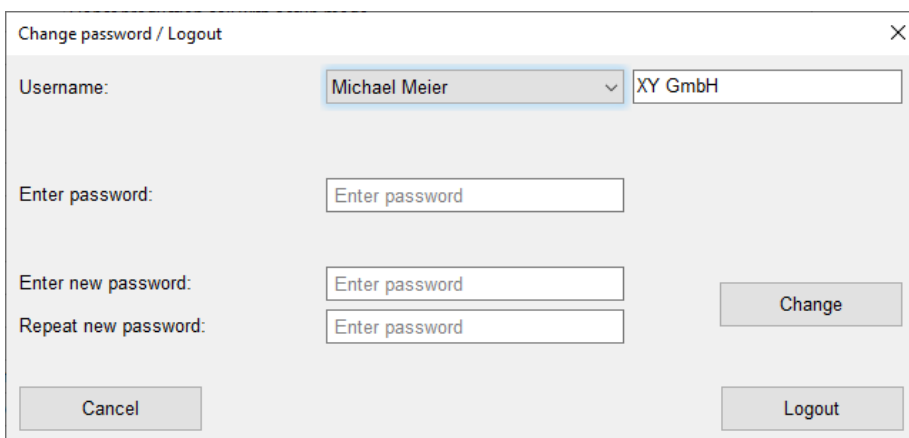 Change password / Logout
Username: Michael Meier XY GmbH
Enter password: Enter password
Enter new password: Enter password
Change
Repeat new password: Enter password
Cancel Logout